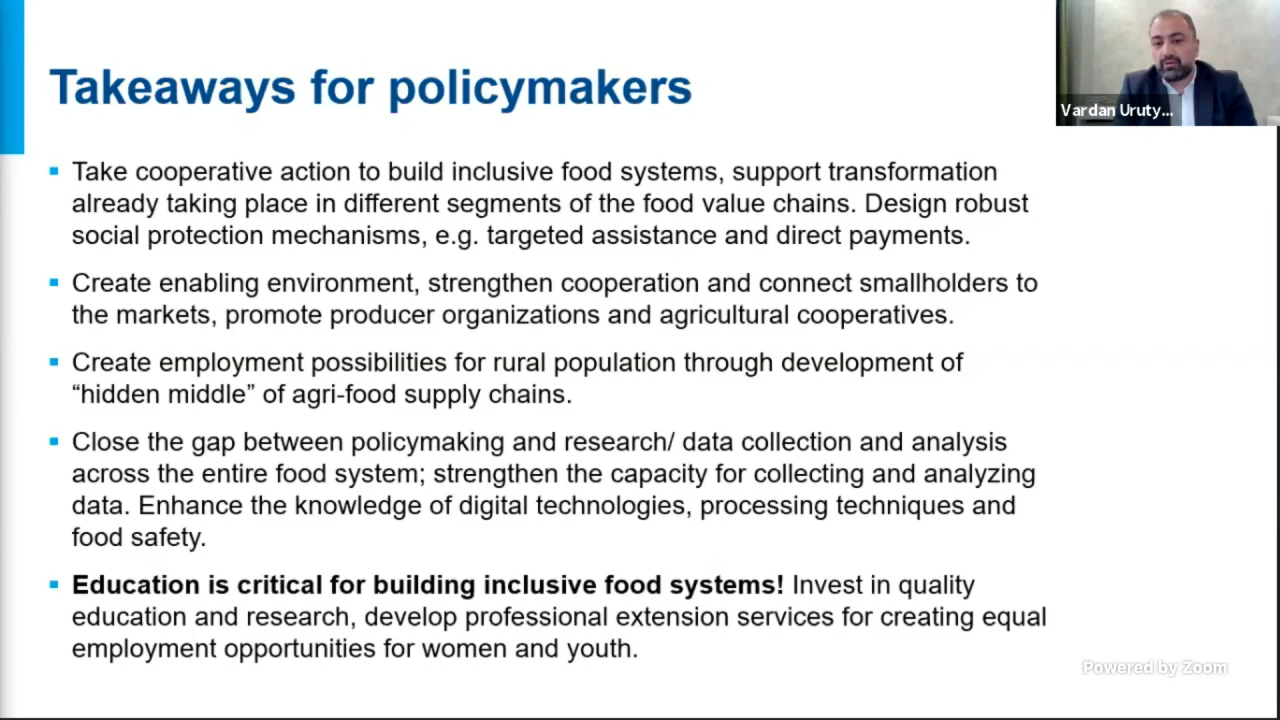 Takeaways for policymakers
Vardan Uruty...
▪ Take cooperative action to build inclusive food systems, support transformation
already taking place in different segments of the food value chains. Design robust
social protection mechanisms, e.g. targeted assistance and direct payments.
▪ Create enabling environment, strengthen cooperation and connect smallholders to
the markets, promote producer organizations and agricultural cooperatives.
▪ Create employment possibilities for rural population through development of
“hidden middle” of agri-food supply chains.
▪ Close the gap between policymaking and research/ data collection and analysis
across the entire food system; strengthen the capacity for collecting and analyzing
data. Enhance the knowledge of digital technologies, processing techniques and
food safety.
▪ Education is critical for building inclusive food systems! Invest in quality
education and research, develop professional extension services for creating equal
employment opportunities for women and youth.
Powered by Zoom